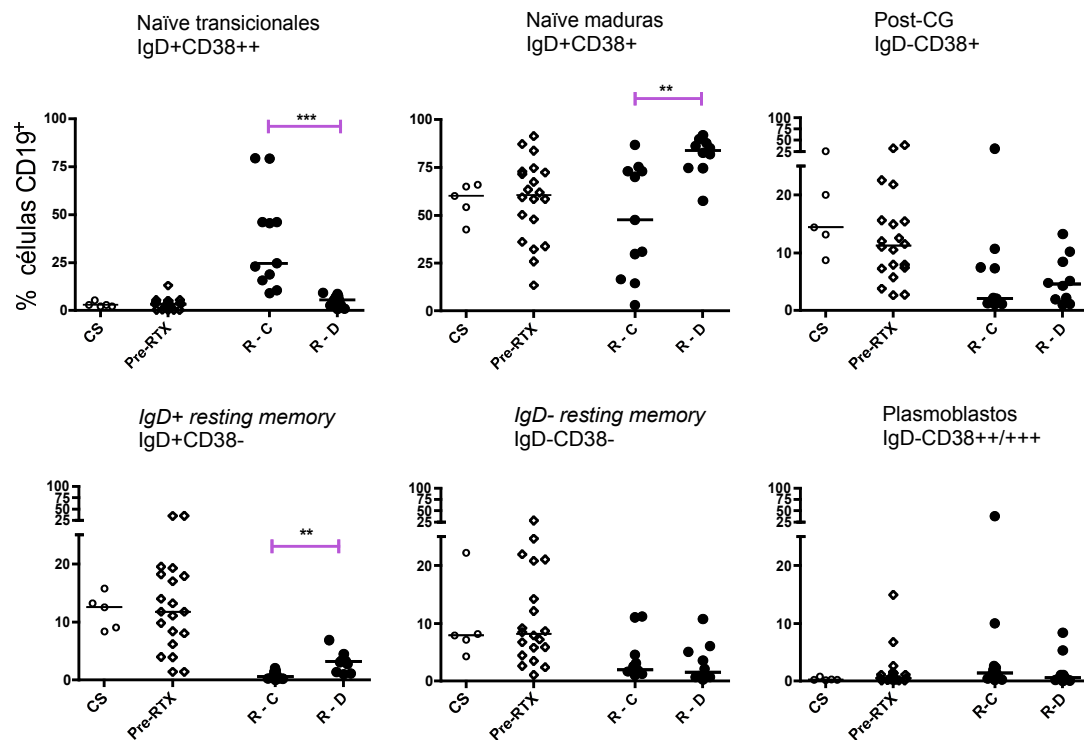 Naïve transicionales
IgD+CD38++
Naïve maduras
IgD+CD38+
Post-CG
IgD-CD38+
% células CD19+
100
75
50
25
0
***
CS
Pre-RTX
R - C
R - D
100
75
50
25
0
**
CS
Pre-RTX
R - C
R - D
100
75
50
25
20
10
0
CS
Pre-RTX
R - C
R - D
IgD+ resting memory
IgD+CD38-
IgD- resting memory
IgD-CD38-
Plasmoblastos
IgD-CD38++/+++
100
75
50
25
20
10
0
**
CS
Pre-RTX
R - C
R - D
100
75
50
25
20
10
0
CS
Pre-RTX
R - C
R - D
100
75
50
25
20
10
0
CS
Pre-RTX
R-C
R-D